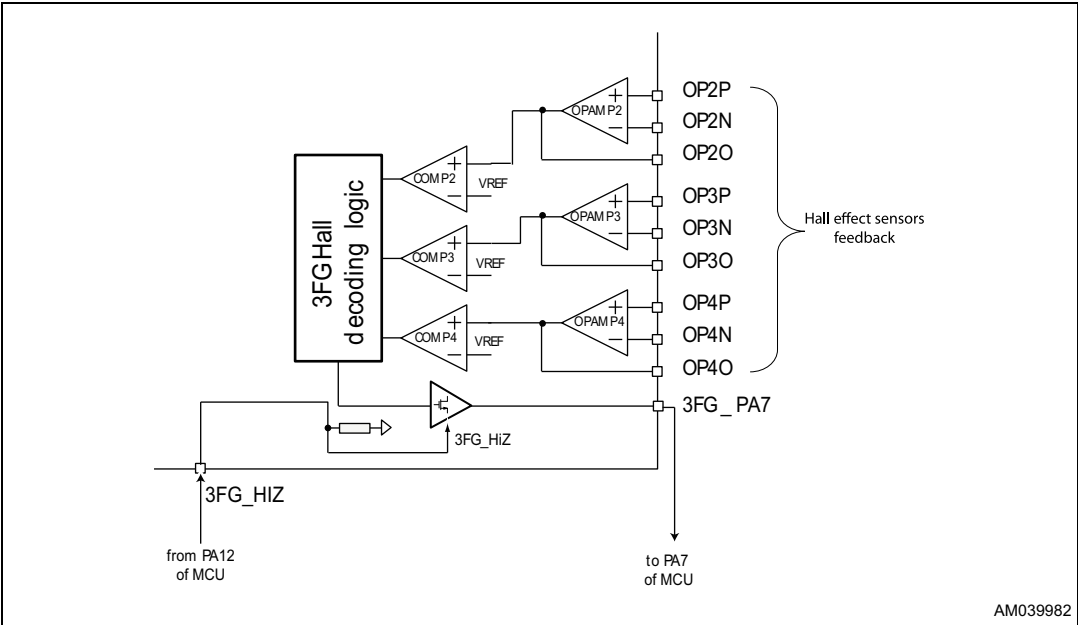 OP2P
OPAMP2
OP2N
OP2O
COMP2
VREF
OP3P
OPAMP3
OP3N
OP3O
COMP3
VREF
OP4P
OPAMP4
OP4N
OP4O
COMP4
VREF
Hall effect sensors
feedback
3FG Hall
decoding logic
3FG_PA7
3FG_HiZ
3FG_HIZ
from PA12
of MCU
to PA7
of MCU
AM039982